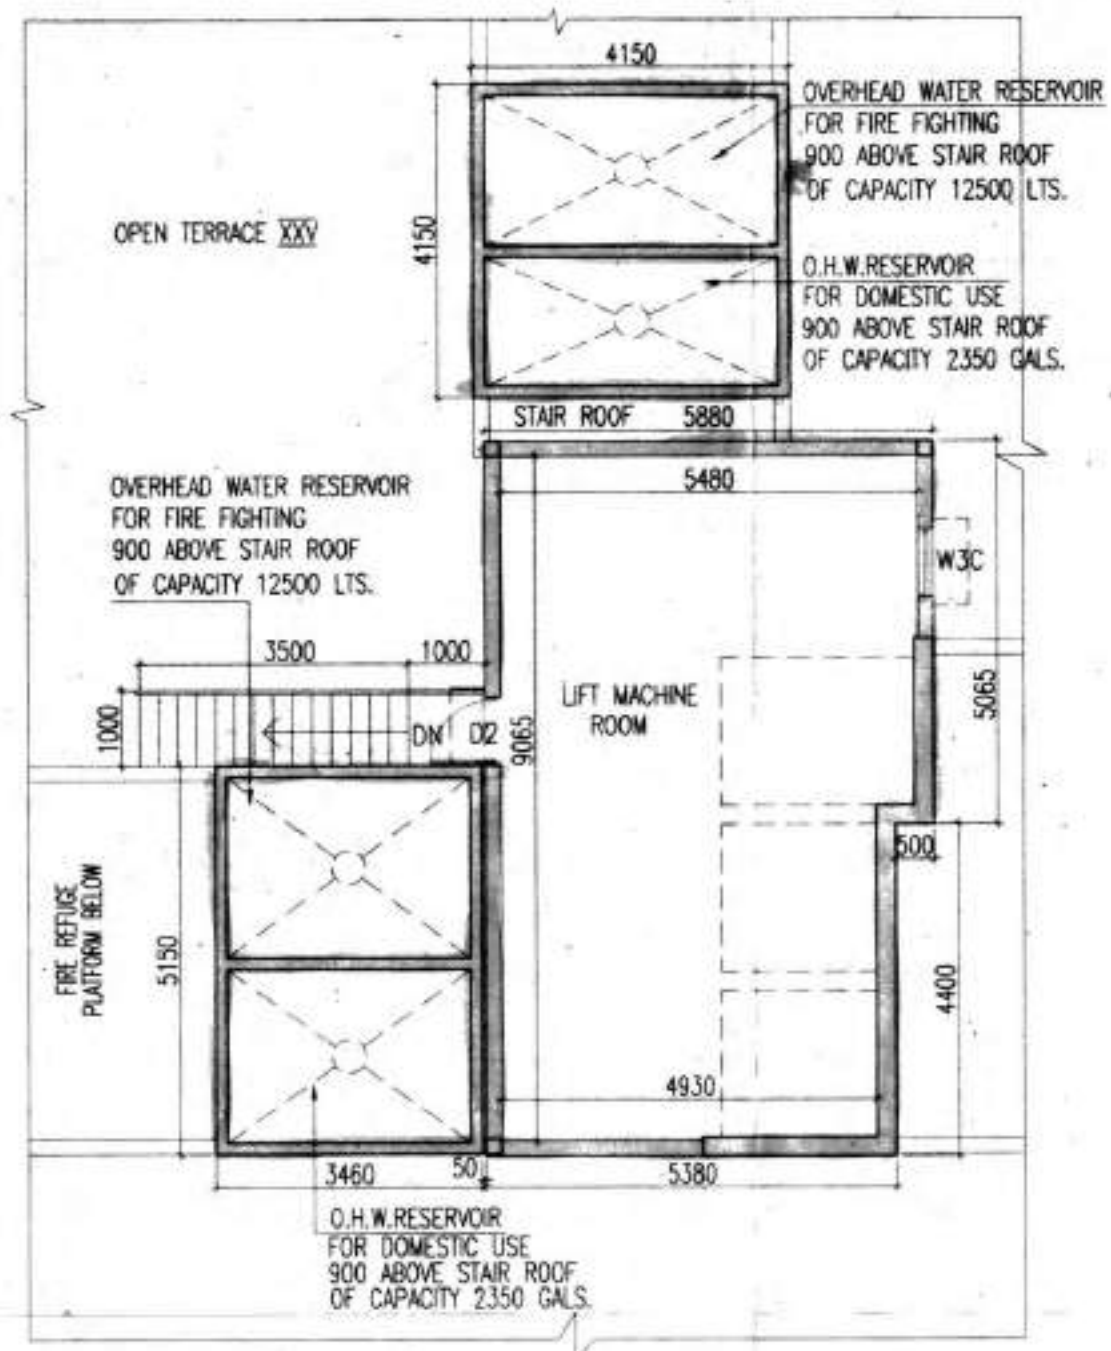 4150
OVERHEAD WATER RESERVOIR
FOR FIRE FIGHTING
900 ABOVE STAIR ROOF
OF CAPACITY 12500 LTS.
OPEN TERRACE XXV
4150
O.H.W.RESERVOIR
FOR DOMESTIC USE
900 ABOVE STAIR ROOF
OF CAPACITY 2350 GALS.
STAIR ROOF 5880
5480
OVERHEAD WATER RESERVOIR
FOR FIRE FIGHTING
900 ABOVE STAIR ROOF
OF CAPACITY 12500 LTS.
W3C
3500 1000
LIFT MACHINE
ROOM
5065
1000
DN D2
9065
500
FIRE REFUGE
PLATFORM BELOW
5150
4400
4930
3460 50 5380
O.H.W.RESERVOIR
FOR DOMESTIC USE
900 ABOVE STAIR ROOF
OF CAPACITY 2350 GALS.